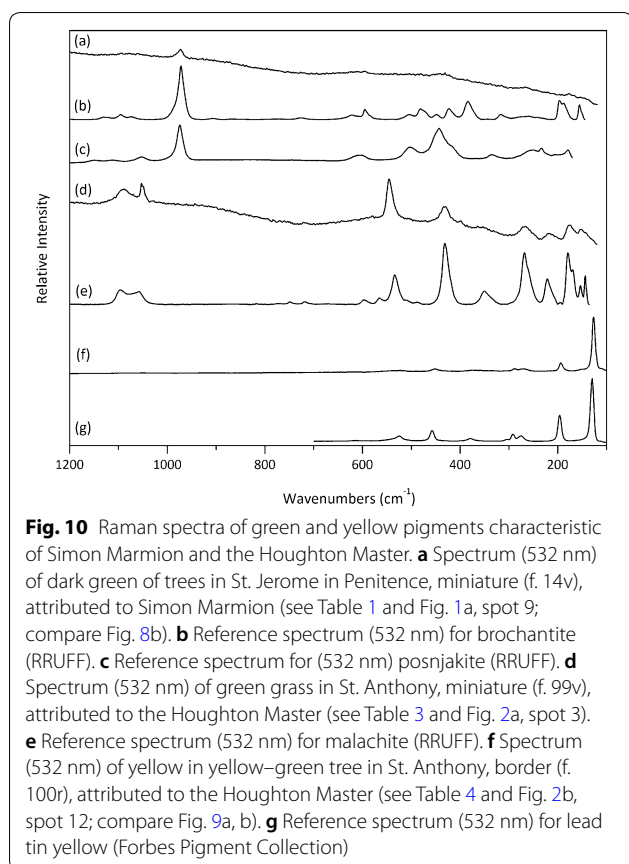 (a)
(b)
(c)
(d)
(e)
(f)
(g)
Relative Intensity
1200 1000 800 600 400 200
Wavenumbers (cm-1)
Fig. 10 Raman spectra of green and yellow pigments characteristic
of Simon Marmion and the Houghton Master. a Spectrum (532 nm)
of dark green of trees in St. Jerome in Penitence, miniature (f. 14v),
attributed to Simon Marmion (see Table 1 and Fig. 1a, spot 9;
compare Fig. 8b). b Reference spectrum (532 nm) for brochantite
(RRUFF). c Reference spectrum for (532 nm) posnjakite (RRUFF). d
Spectrum (532 nm) of green grass in St. Anthony, miniature (f. 99v),
attributed to the Houghton Master (see Table 3 and Fig. 2a, spot 3).
e Reference spectrum (532 nm) for malachite (RRUFF). f Spectrum
(532 nm) of yellow in yellow–green tree in St. Anthony, border (f.
100r), attributed to the Houghton Master (see Table 4 and Fig. 2b,
spot 12; compare Fig. 9a, b). g Reference spectrum (532 nm) for lead
tin yellow (Forbes Pigment Collection)